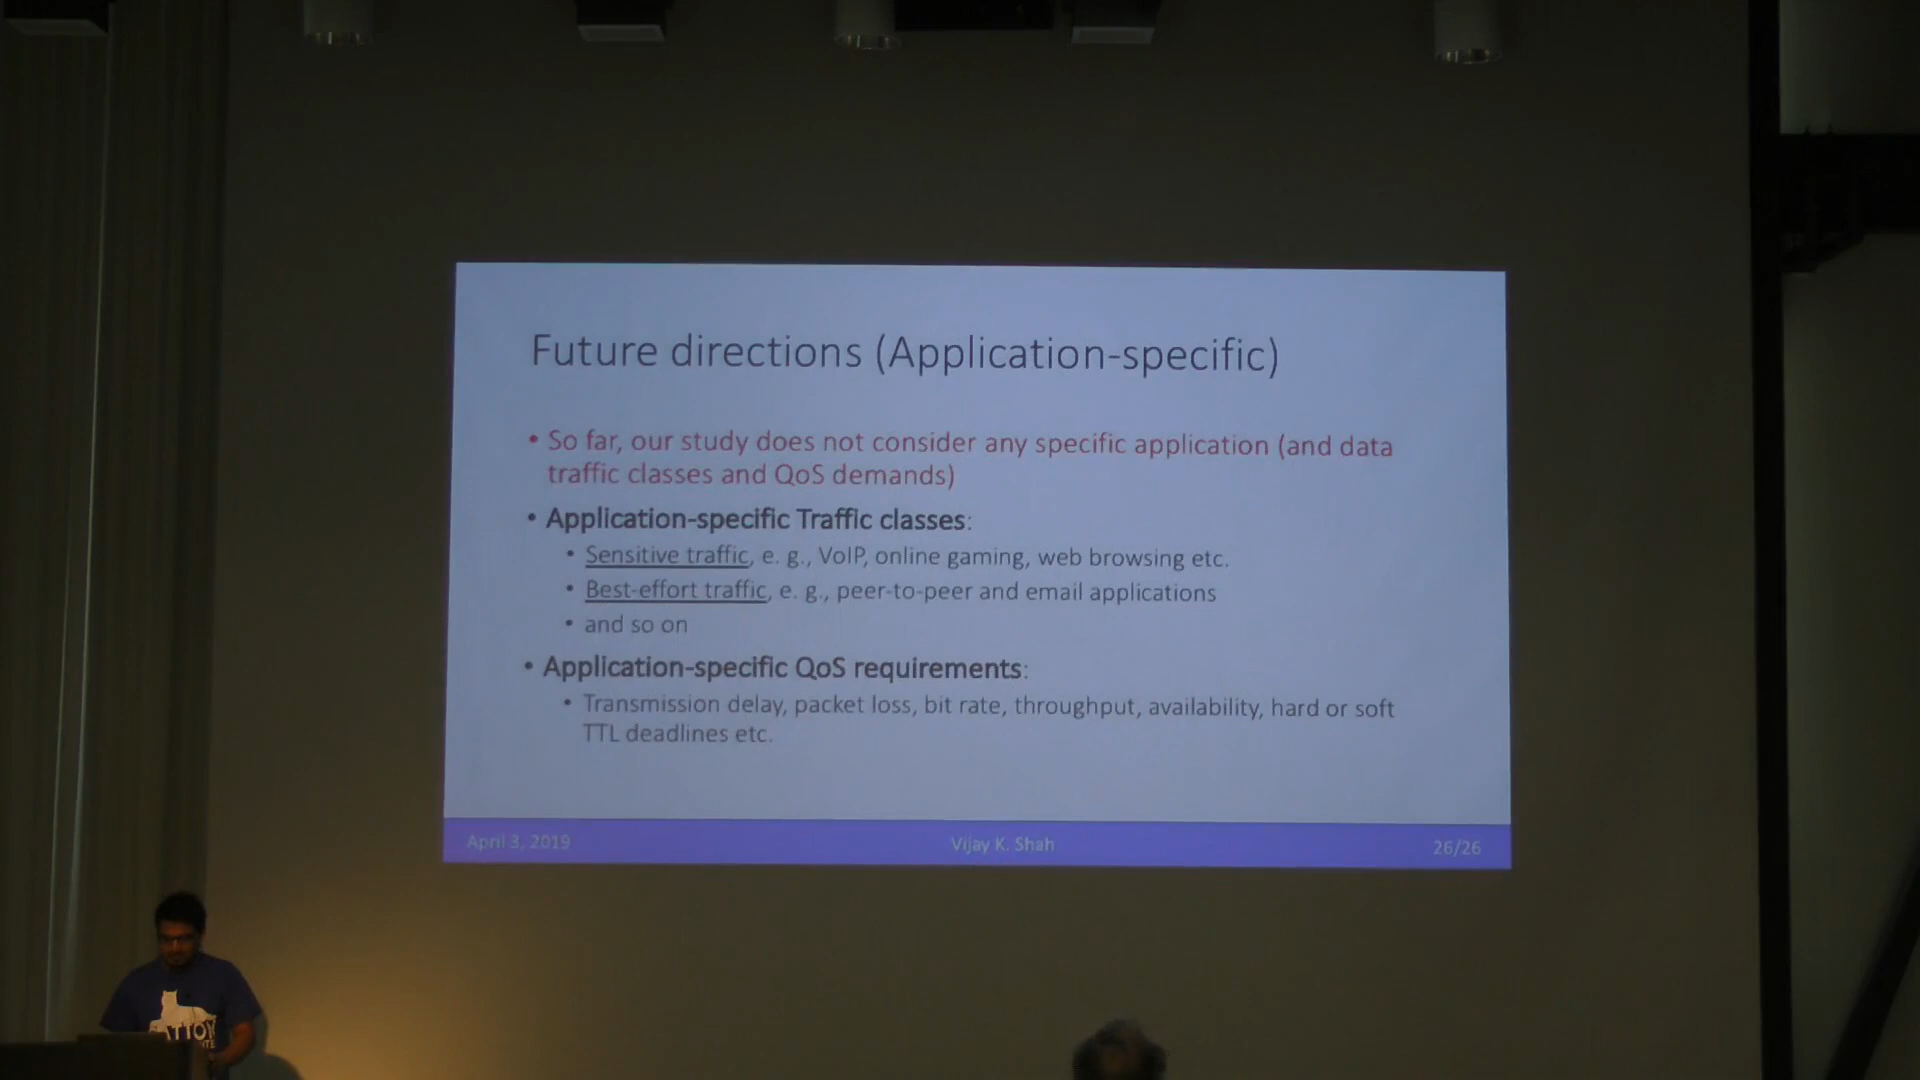 Future directions (Application-specific)
• So far, our study does not consider any specific application (and data
traffic classes and QoS demands)
• Application-specific Traffic classes:
• Sensitive traffic, e. g., VoIP, online gaming, web browsing etc.
• Best-effort traffic, e. g., peer-to-peer and email applications
• and so on
• Application-specific QoS requirements:
• Transmission delay, packet loss, bit rate, throughput, availability, hard or soft
TTL deadlines etc.
April 3, 2019
Vijay K. Shah
26/26